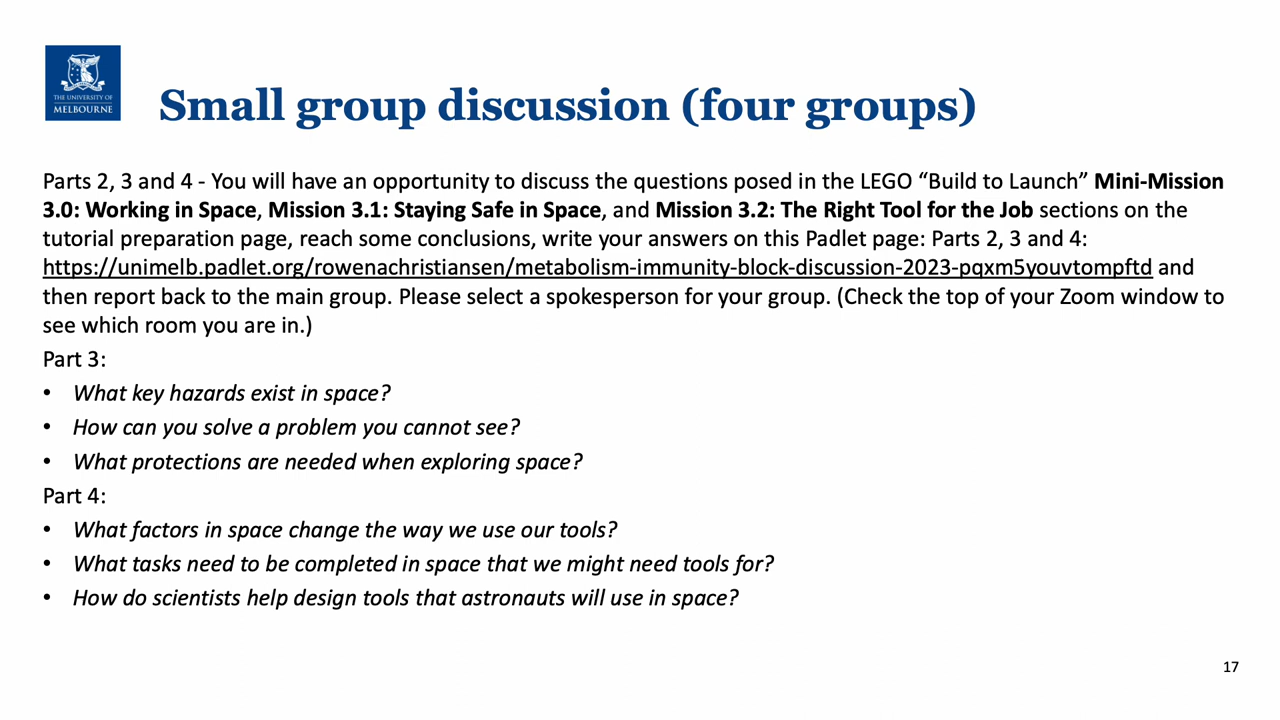 THE UNIVERSITY OF
MELBOURNE
Small group discussion (four groups)
Parts 2, 3 and 4 - You will have an opportunity to discuss the questions posed in the LEGO “Build to Launch” Mini-Mission
3.0: Working in Space, Mission 3.1: Staying Safe in Space, and Mission 3.2: The Right Tool for the Job sections on the
tutorial preparation page, reach some conclusions, write your answers on this Padlet page: Parts 2, 3 and 4:
https://unimelb.padlet.org/rowenachristiansen/metabolism-immunity-block-discussion-2023-pqxm5youvtompftd and
then report back to the main group. Please select a spokesperson for your group. (Check the top of your Zoom window to
see which room you are in.)
Part 3:
• What key hazards exist in space?
• How can you solve a problem you cannot see?
• What protections are needed when exploring space?
Part 4:
• What factors in space change the way we use our tools?
• What tasks need to be completed in space that we might need tools for?
• How do scientists help design tools that astronauts will use in space?
17